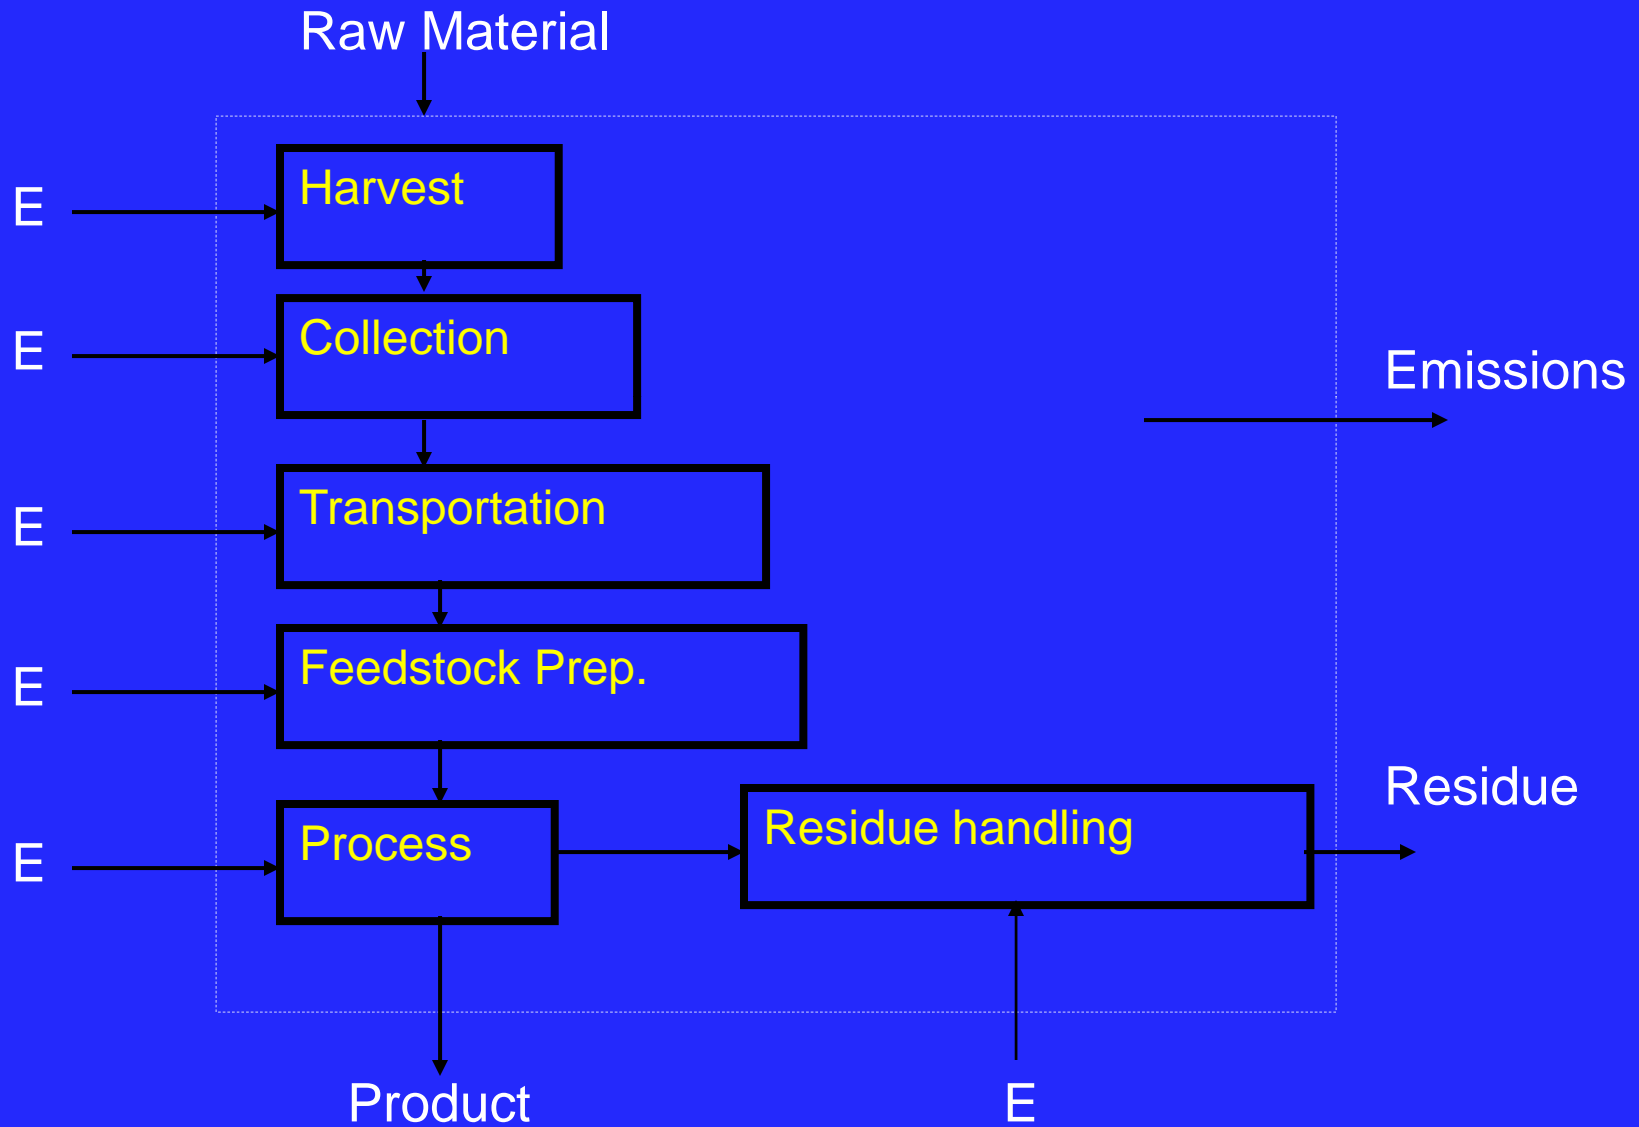 Raw Material
E
Harvest
E
Collection
Emissions
E
Transportation
E
Feedstock Prep.
Residue
E
Process
Residue handling
Product
E